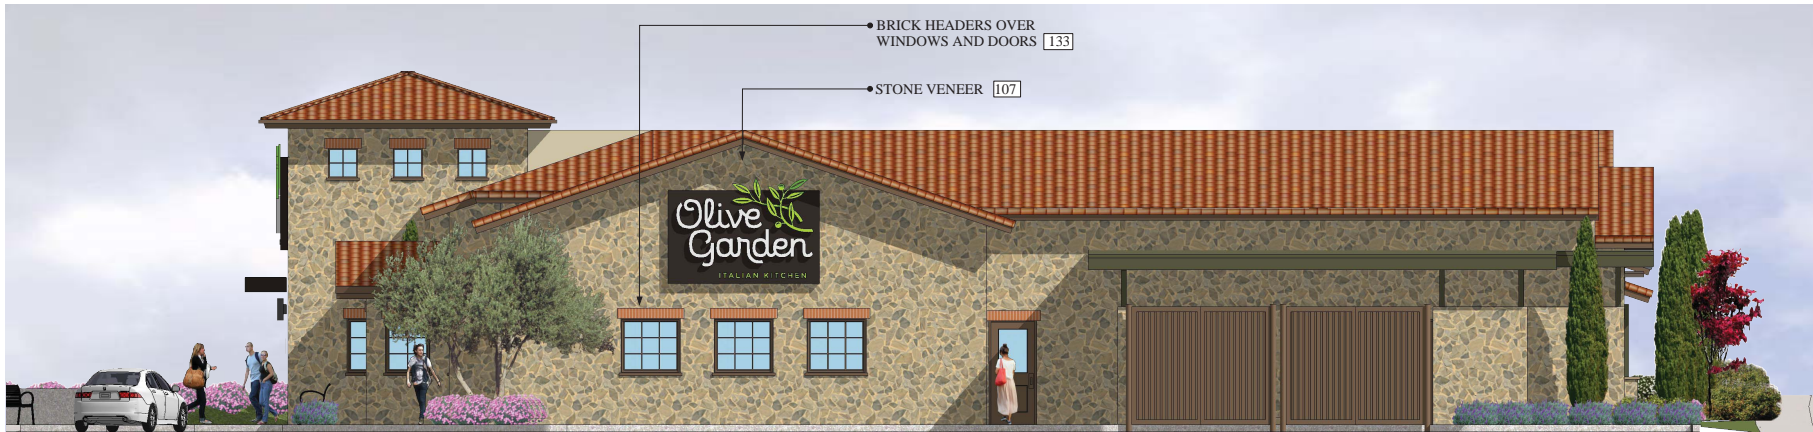 BRICK HEADERS OVER
WINDOWS AND DOORS 133
STONE VENEER 107
Olive
Garden
ITALIAN KITCHEN